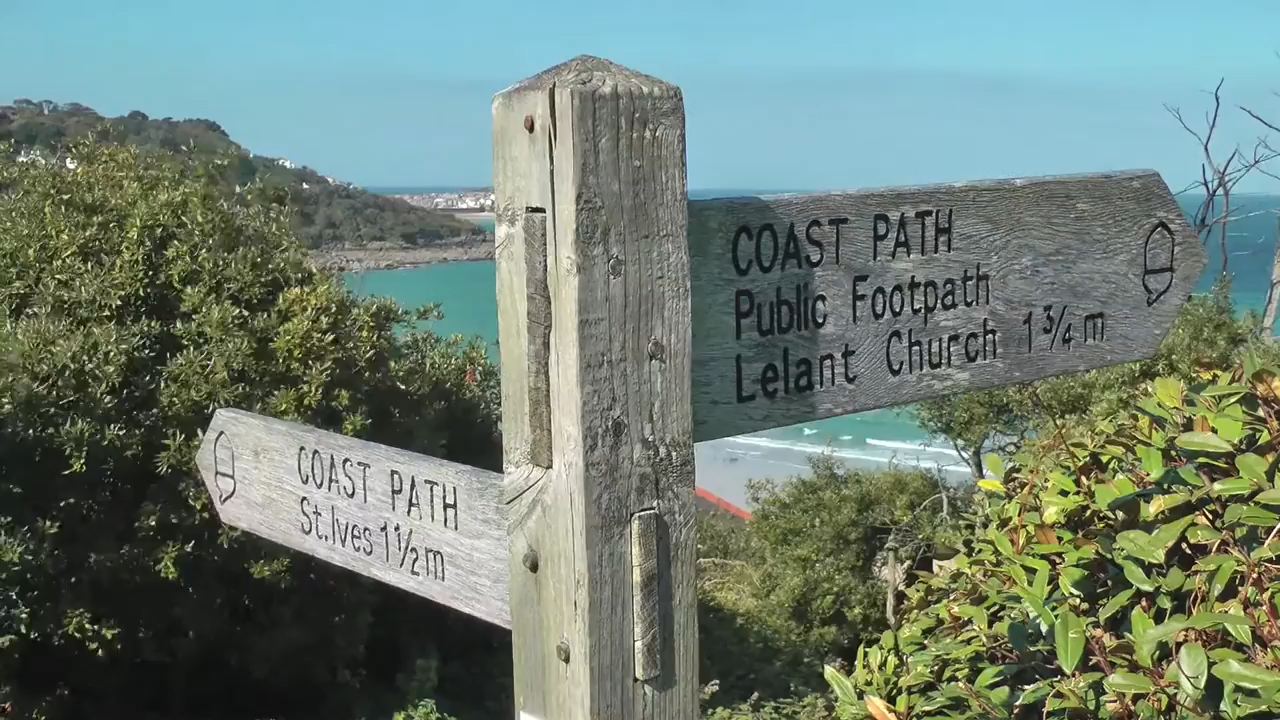 COAST PATH
Public Footpath
Lelant Church 1¾ m
COAST PATH
St.Ives 1½ m